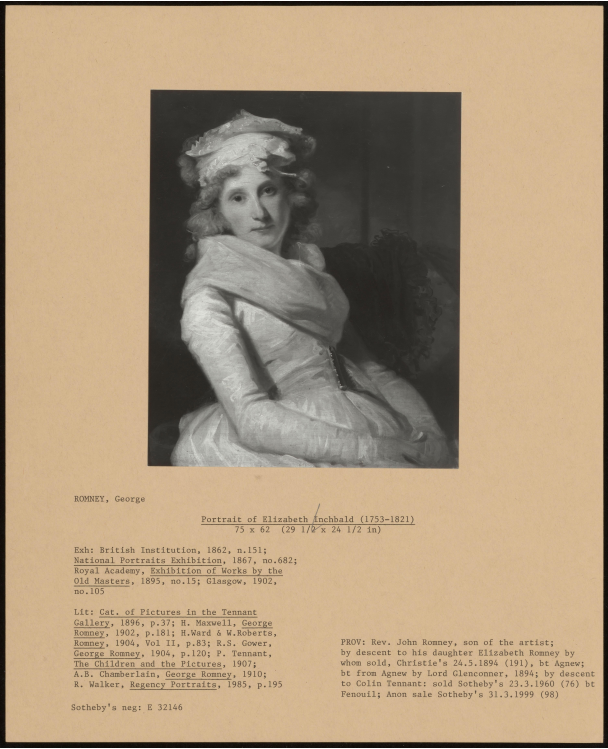 ROMNEY, George
Portrait of Elizabeth Inchbald (1753-1821)
75 x 62 (29 1/2 x 24 1/2 in)
Exh: British Institution, 1862, n.151;
National Portraits Exhibition, 1867, no.682;
Royal Academy, Exhibition of Works by the
Old Masters, 1895, no.15; Glasgow, 1902,
no.105
Lit: Cat. of Pictures in the Tennant
Gallery, 1896, p.37; H. Maxwell, George
Romney, 1902, p.181; H.Ward & W.Roberts,
Romney, 1904, Vol II, p.83; R.S. Gower,
George Romney, 1904, p.120; P. Tennant,
The Children and the Pictures, 1907;
A.B. Chamberlain, George Romney, 1910;
R. Walker, Regency Portraits, 1985, p.195
Sotheby's neg: E 32146
PROV: Rev. John Romney, son of the artist;
by descent to his daughter Elizabeth Romney by
whom sold, Christie's 24.5.1894 (191), bt Agnew;
bt from Agnew by Lord Glenconner, 1894; by descent
to Colin Tennant: sold Sotheby's 23.3.1960 (76) bt
Fenouil; Anon sale Sotheby's 31.3.1999 (98)